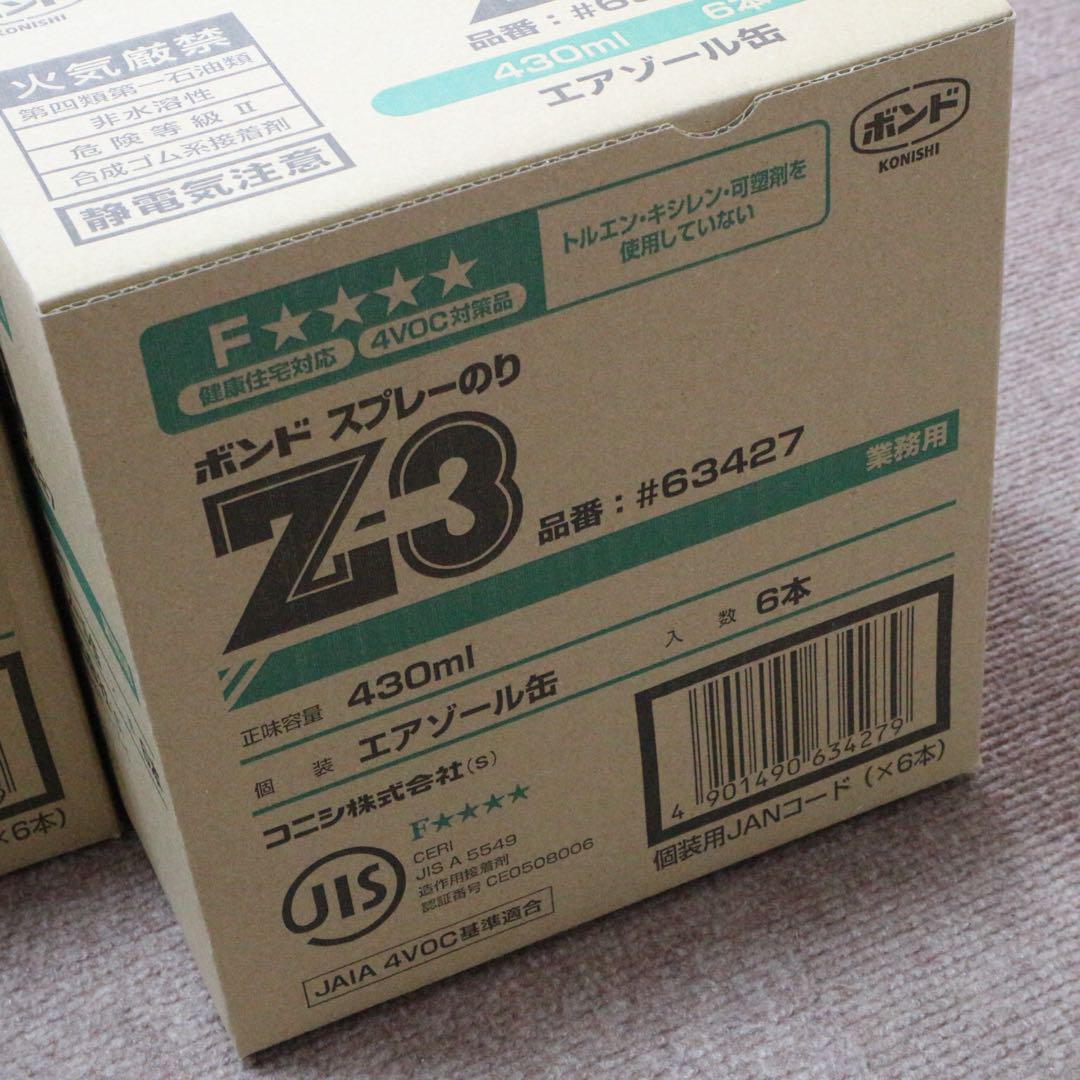 KONISHI
火気厳禁
第四類第一石油類
非水溶性
危険等級 Ⅱ
合成ゴム系接着剤
静電気注意
品番：#63
430ml 6本
エアゾール缶
ボンド
KONISHI
F★★★★
健康住宅対応
4VOC対策品
トルエン・キシレン・可塑剤を
使用していない
ボンド スプレーのり
Z-3
品番：#63427
業務用
正味容量 430ml
入数 6本
個装 エアゾール缶
コニシ株式会社(s)
F★★★★
JIS
CERI
JIS A 5549
造作用接着剤
認証番号 CE0508006
JAIA 4VOC基準適合
4 901490 634279
個装用JANコード（×6本）
×6本）